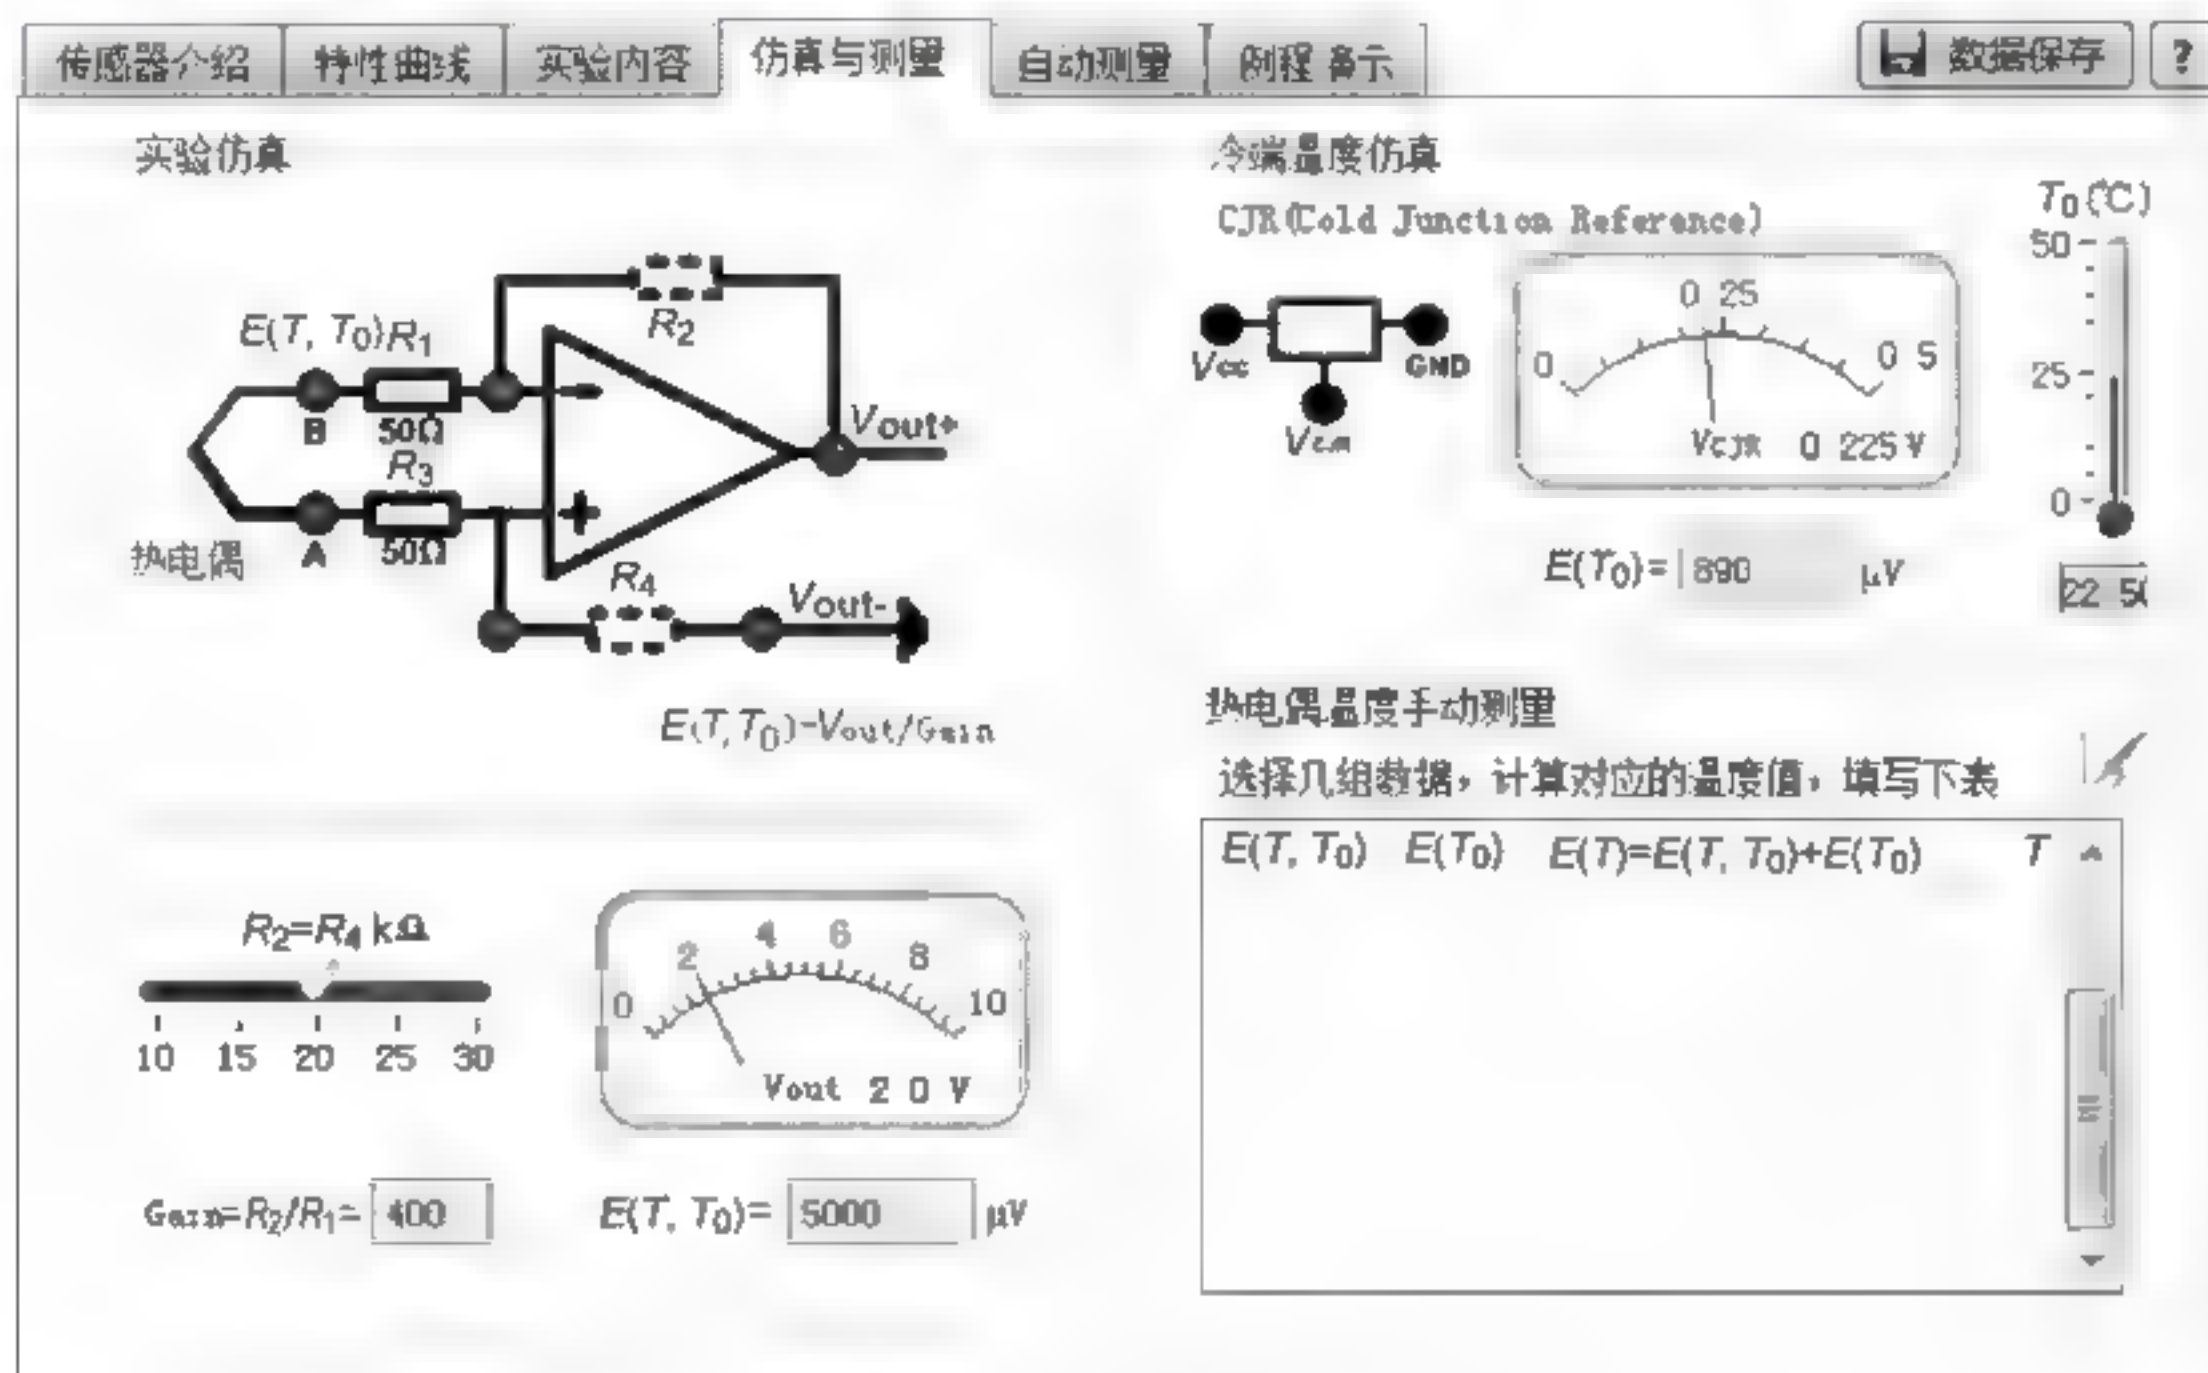 传感器介绍 特性曲线 实验内容 仿真与测量 自动测量 例程 数据保存 ?
实验仿真
E(T, T0) R1
R2
B 50Ω
R3
Vout+
热电偶 A 50Ω
R4
Vout-
E(T,T0)=Vout/Gain
R2=R4 kΩ
10 15 20 25 30
0 2 4 6 8 10
Vout 2 0 V
Gain=R2/R1= 400
E(T, T0)= 5000 μV
冷端温度仿真
CJR(Cold Junction Reference)
Vcc GND
0 0 25 0 5
VCJR 0 225 V
T0(℃)
50
25
0
22 50
E(T0)= 890 μV
热电偶温度手动测量
选择几组数据，计算对应的温度值，填写下表
E(T, T0) E(T0) E(T)=E(T, T0)+E(T0) T